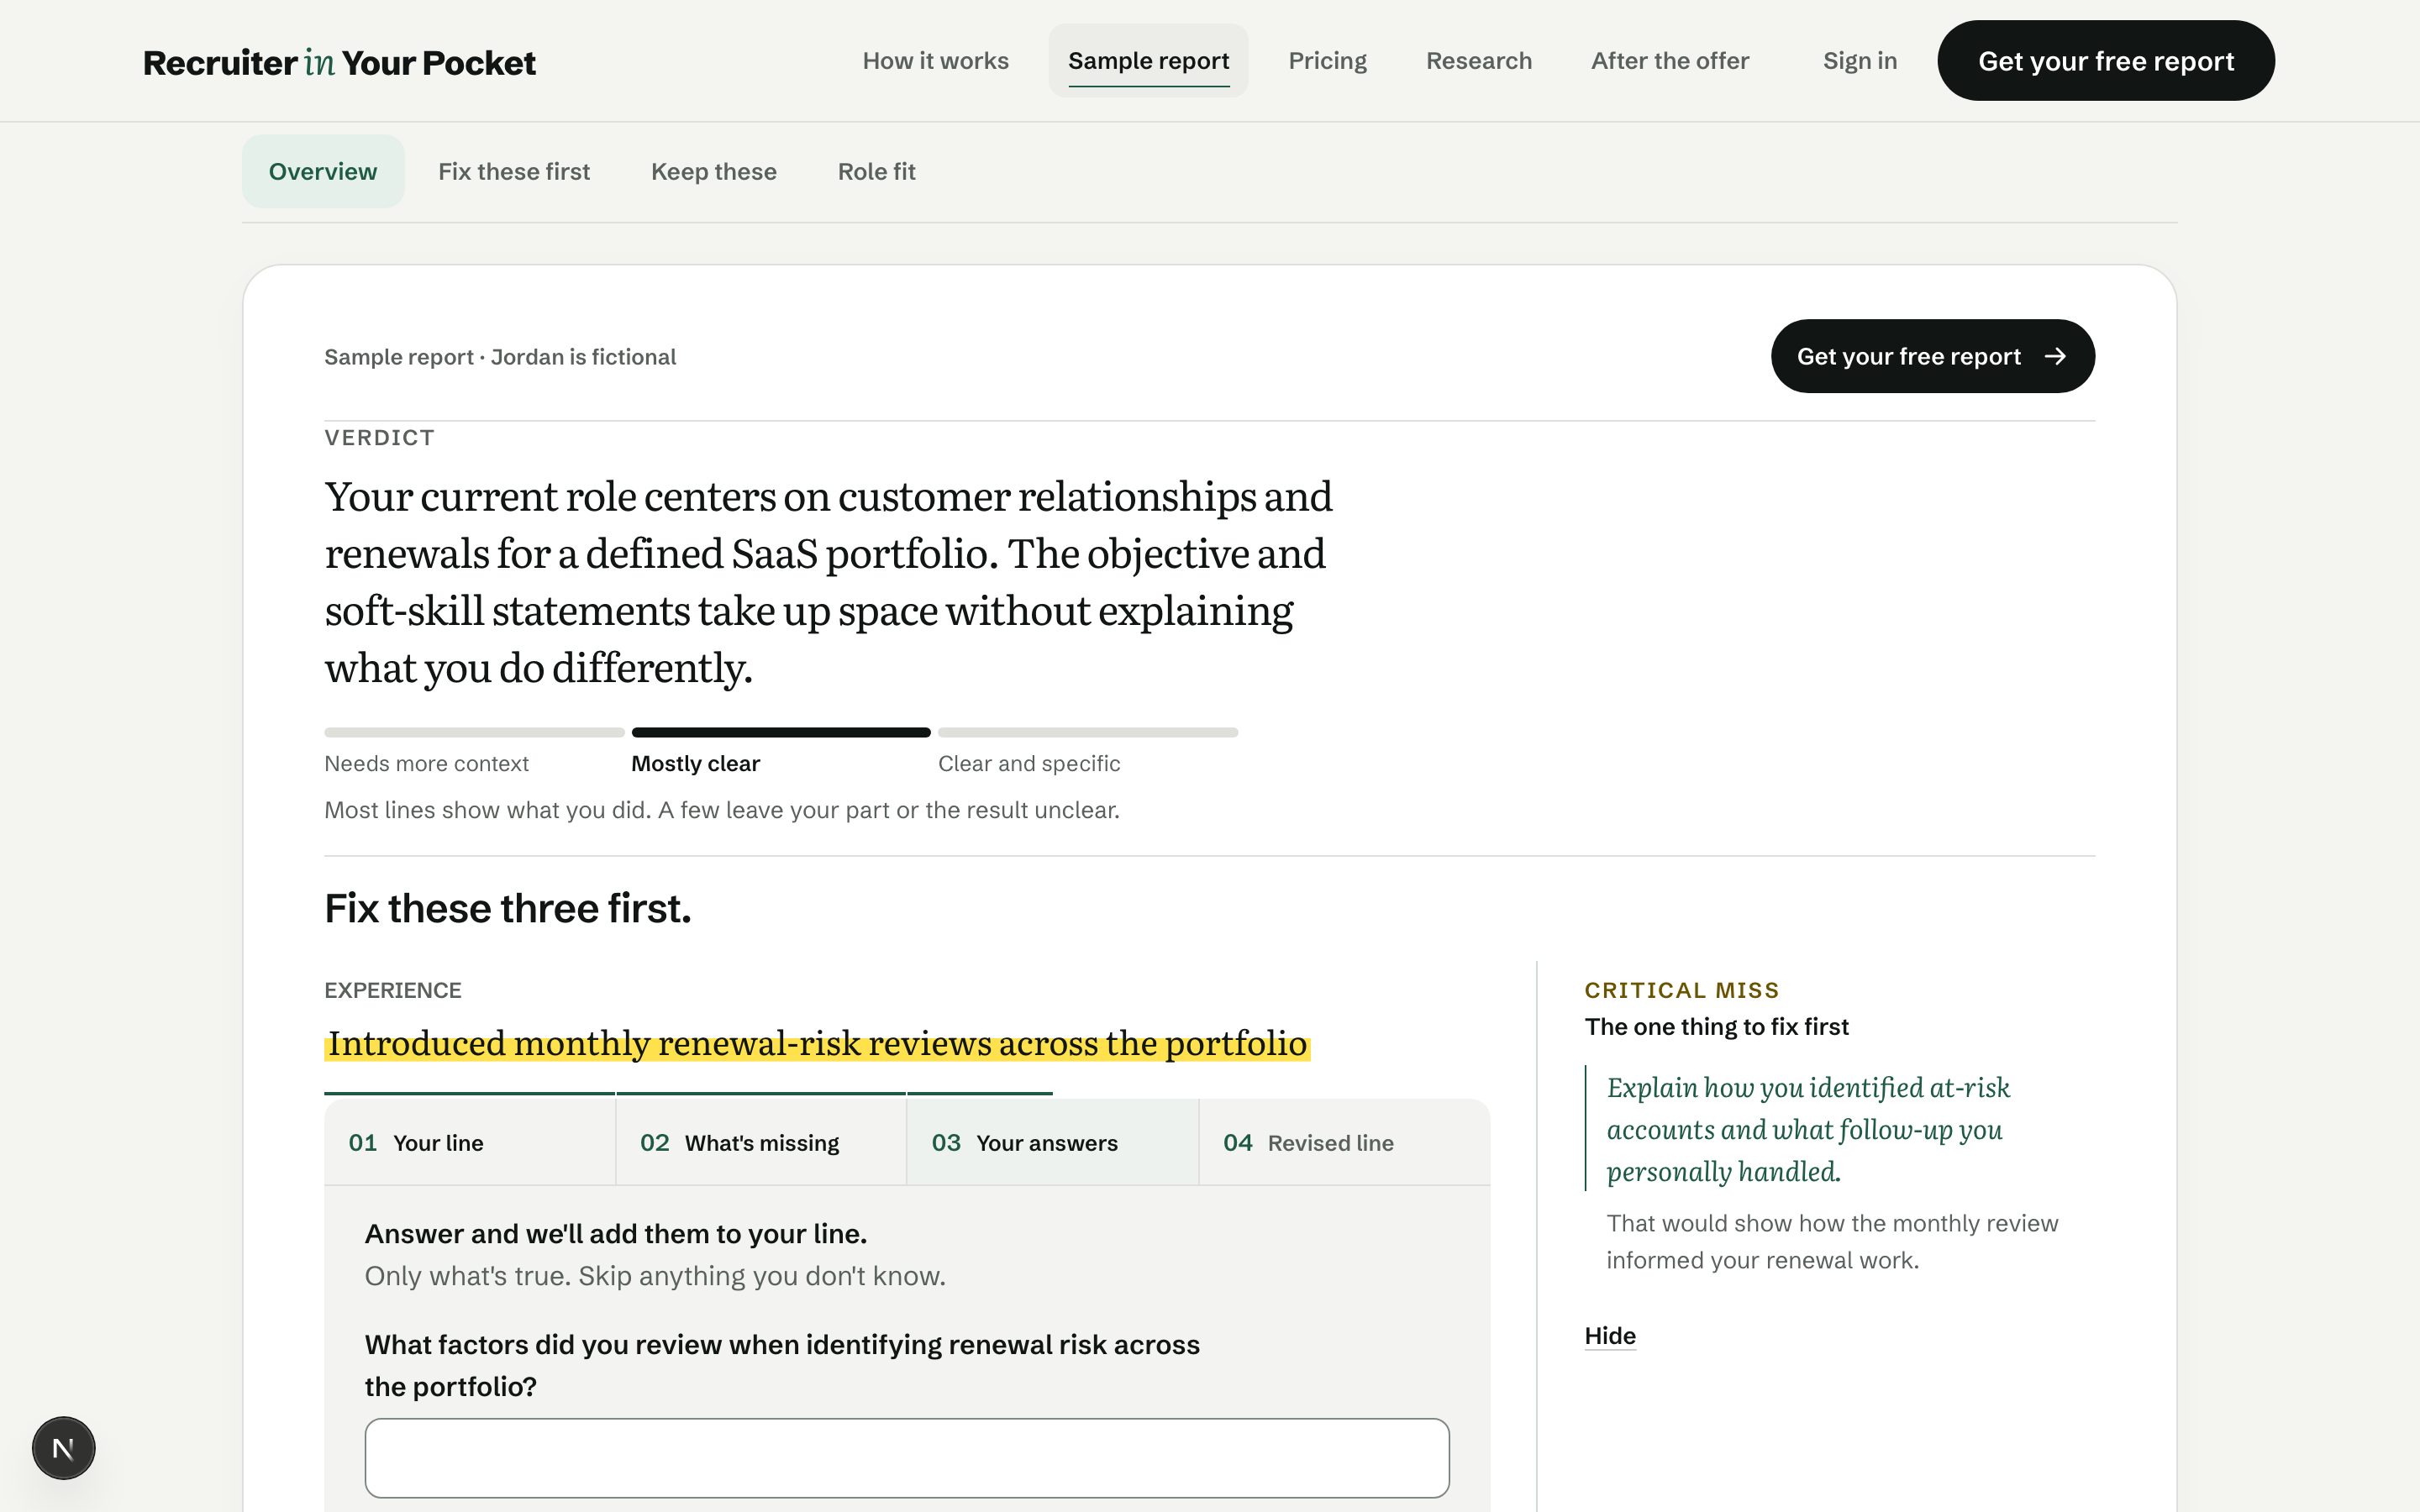 Recruiter in Your Pocket
How it works
Sample report
Pricing
Research
After the offer
Sign in
Get your free report
Overview
Fix these first
Keep these
Role fit
Sample report · Jordan is fictional
Get your free report →
VERDICT
Your current role centers on customer relationships and
renewals for a defined SaaS portfolio. The objective and
soft-skill statements take up space without explaining
what you do differently.
Needs more context
Mostly clear
Clear and specific
Most lines show what you did. A few leave your part or the result unclear.
Fix these three first.
EXPERIENCE
Introduced monthly renewal-risk reviews across the portfolio
01 Your line
02 What's missing
03 Your answers
04 Revised line
Answer and we'll add them to your line.
Only what's true. Skip anything you don't know.
What factors did you review when identifying renewal risk across
the portfolio?
CRITICAL MISS
The one thing to fix first
Explain how you identified at-risk
accounts and what follow-up you
personally handled.
That would show how the monthly review
informed your renewal work.
Hide
N